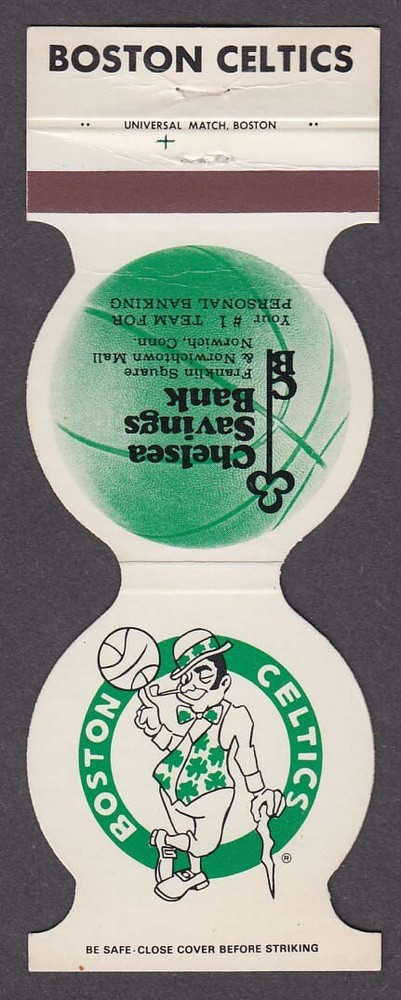 BOSTON CELTICS
UNIVERSAL MATCH, BOSTON
Chelsea
Savings
Bank
CB
Franklin Square
& Norwichtown Mall
Norwich, Conn.
Your #1 TEAM FOR
PERSONAL BANKING
BOSTON CELTICS
®
BE SAFE-CLOSE COVER BEFORE STRIKING